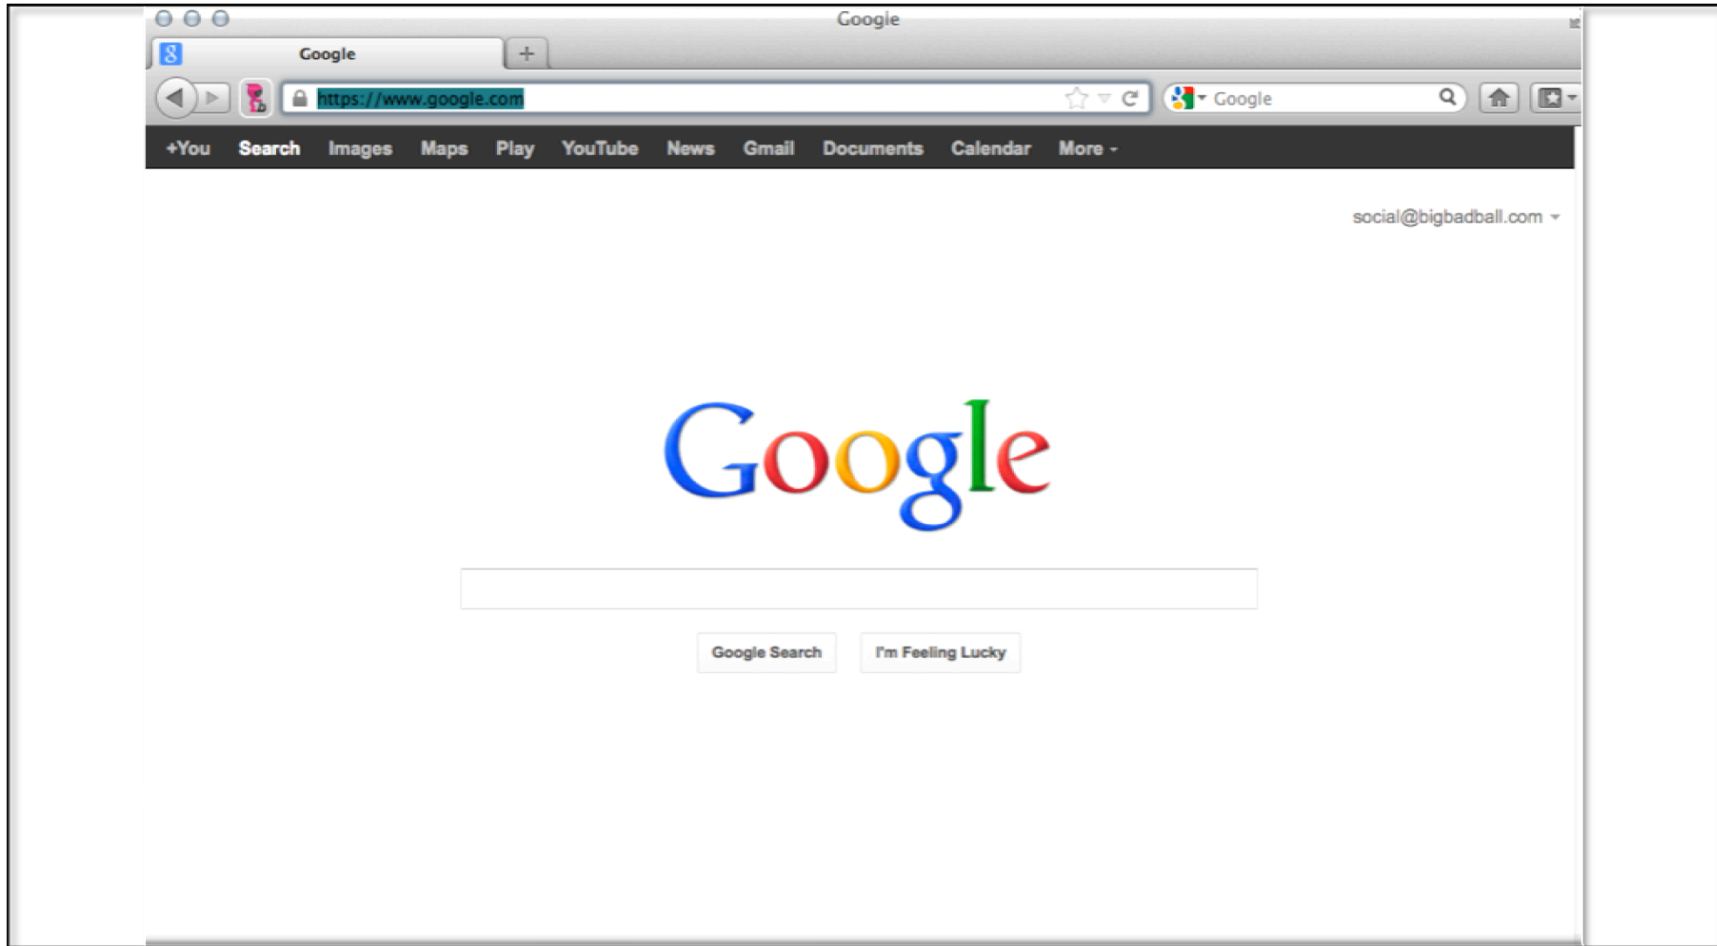 Google
Google
https://www.google.com
Google
+You Search Images Maps Play YouTube News Gmail Documents Calendar More
social@bigbadball.com
Google
Google Search I'm Feeling Lucky